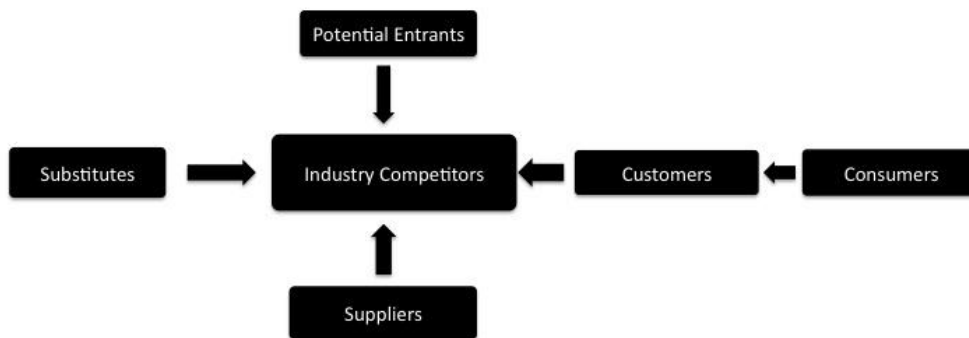 Potential Entrants
Substitutes
Industry Competitors
Customers
Consumers
Suppliers